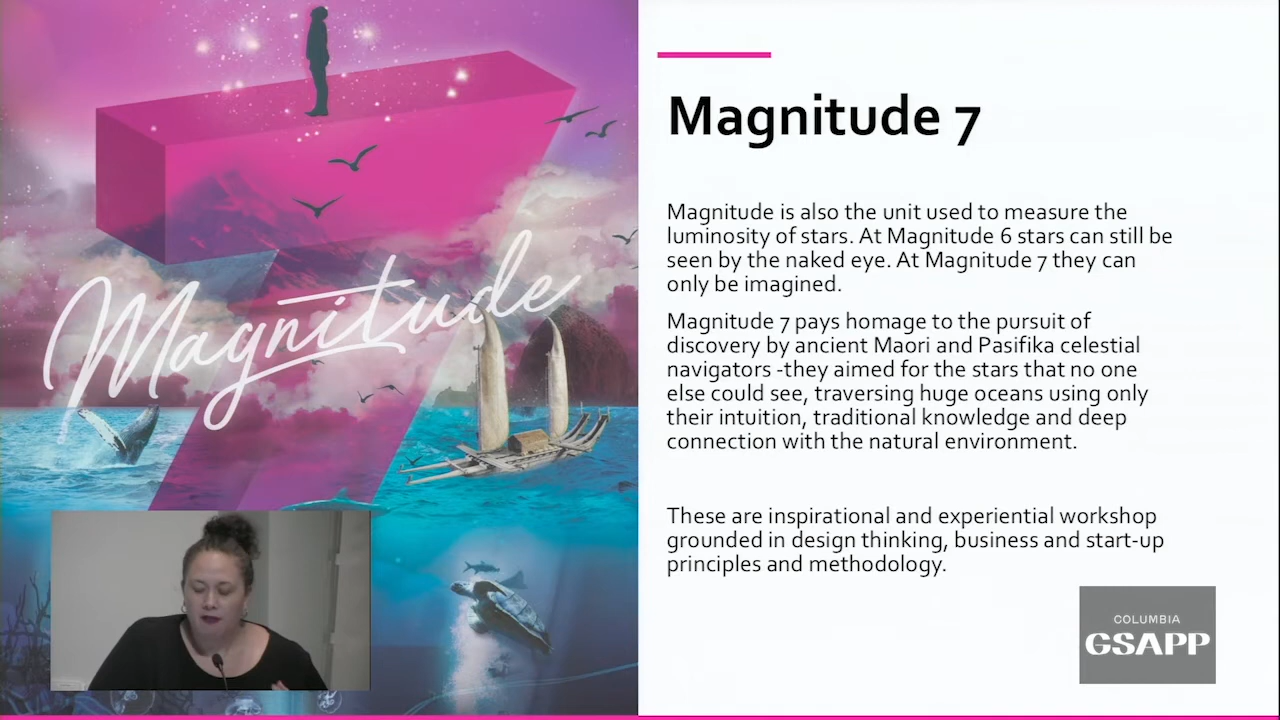 Magnitude
Magnitude 7
Magnitude is also the unit used to measure the
luminosity of stars. At Magnitude 6 stars can still be
seen by the naked eye. At Magnitude 7 they can
only be imagined.
Magnitude 7 pays homage to the pursuit of
discovery by ancient Maori and Pasifika celestial
navigators -they aimed for the stars that no one
else could see, traversing huge oceans using only
their intuition, traditional knowledge and deep
connection with the natural environment.
These are inspirational and experiential workshop
grounded in design thinking, business and start-up
principles and methodology.
COLUMBIA
GSAPP